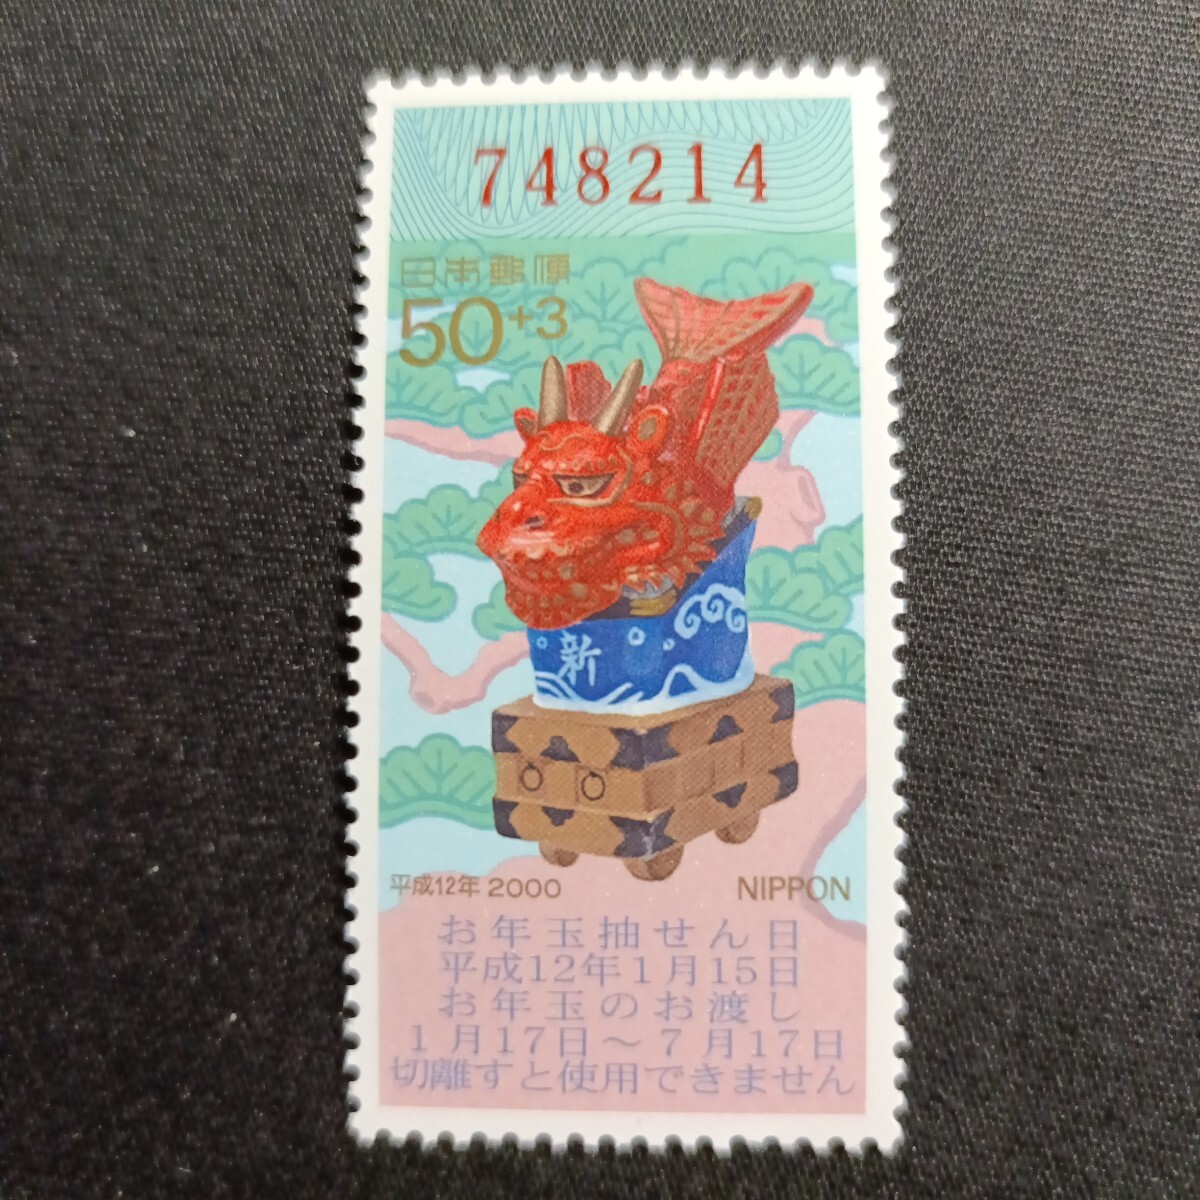 748214
日本郵便
50+3
新
平成12年 2000
NIPPON
お年玉抽せん日
平成12年1月15日
お年玉のお渡し
1月17日～7月17日
切離すと使用できません